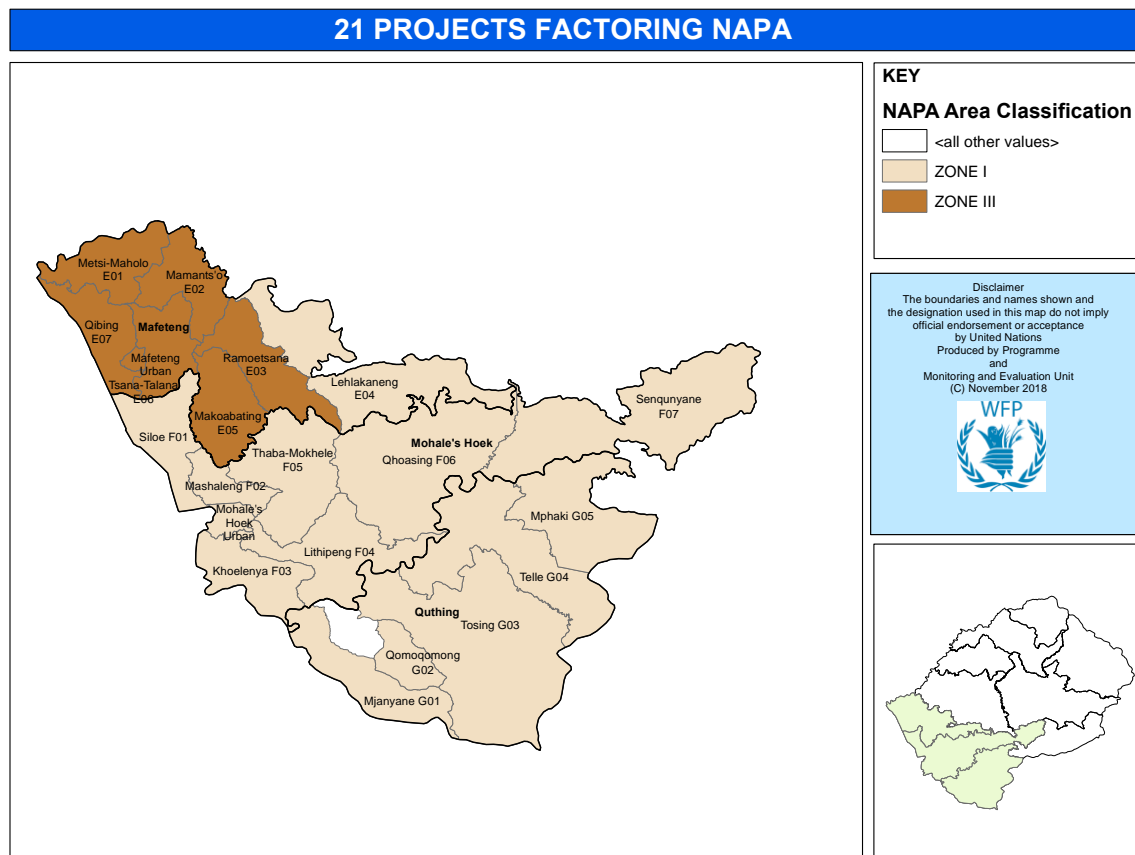 21 PROJECTS FACTORING NAPA
KEY
NAPA Area Classification
<all other values>
ZONE I
ZONE III
Metsi-Maholo
E01
Mamants'o
E02
Qibing
E07
Mafeteng
Mafeteng
Urban
Tsana-Talana
E06
Ramoetsana
E03
Lehlakaneng
E04
Senqunyane
F07
Makoabating
E05
Siloe F01
Mohale's Hoek
Qhoasing F06
Thaba-Mokhele
F05
Mashaleng F02
Mohale's
Hoek
Urban
Mphaki G05
Lithipeng F04
Khoelenya F03
Telle G04
Quthing
Tosing G03
Qomoqomong
G02
Mjanyane G01
Disclaimer
The boundaries and names shown and
the designation used in this map do not imply
official endorsement or acceptance
by United Nations
Produced by Programme
and
Monitoring and Evaluation Unit
(C) November 2018
WFP